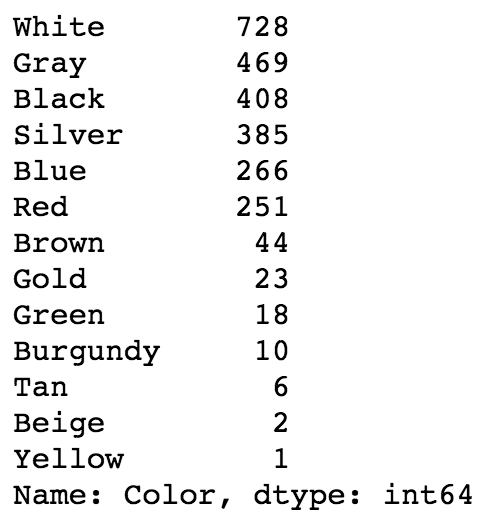 White 728
Gray 469
Black 408
Silver 385
Blue 266
Red 251
Brown 44
Gold 23
Green 18
Burgundy 10
Tan 6
Beige 2
Yellow 1
Name: Color, dtype: int64